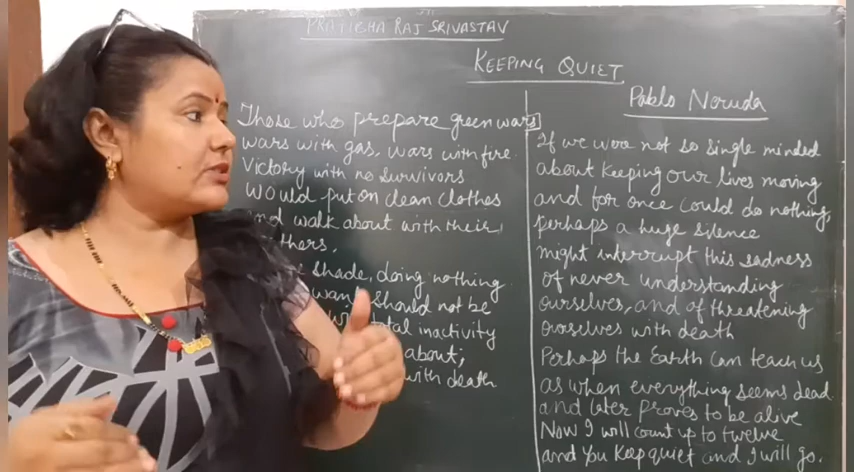 PRATIBHA RAJ SRIVASTAV
KEEPING QUIET
Pablo Neruda
Those who prepare green wars
wars with gas, wars with fire.
Victory with no survivors
would put on clean clothes
and walk about with their
thers.
shade, doing nothing
want should not be
total inactivity
about;
with death
If we were not so single minded
about keeping our lives moving
and for once could do nothing,
perhaps a huge silence
might interrupt this sadness
of never understanding
ourselves, and of threatening
ourselves with death
Perhaps the Earth can teach us
as when everything seems dead
and later proves to be alive
Now I will count up to twelve
and you keep quiet and I will go.